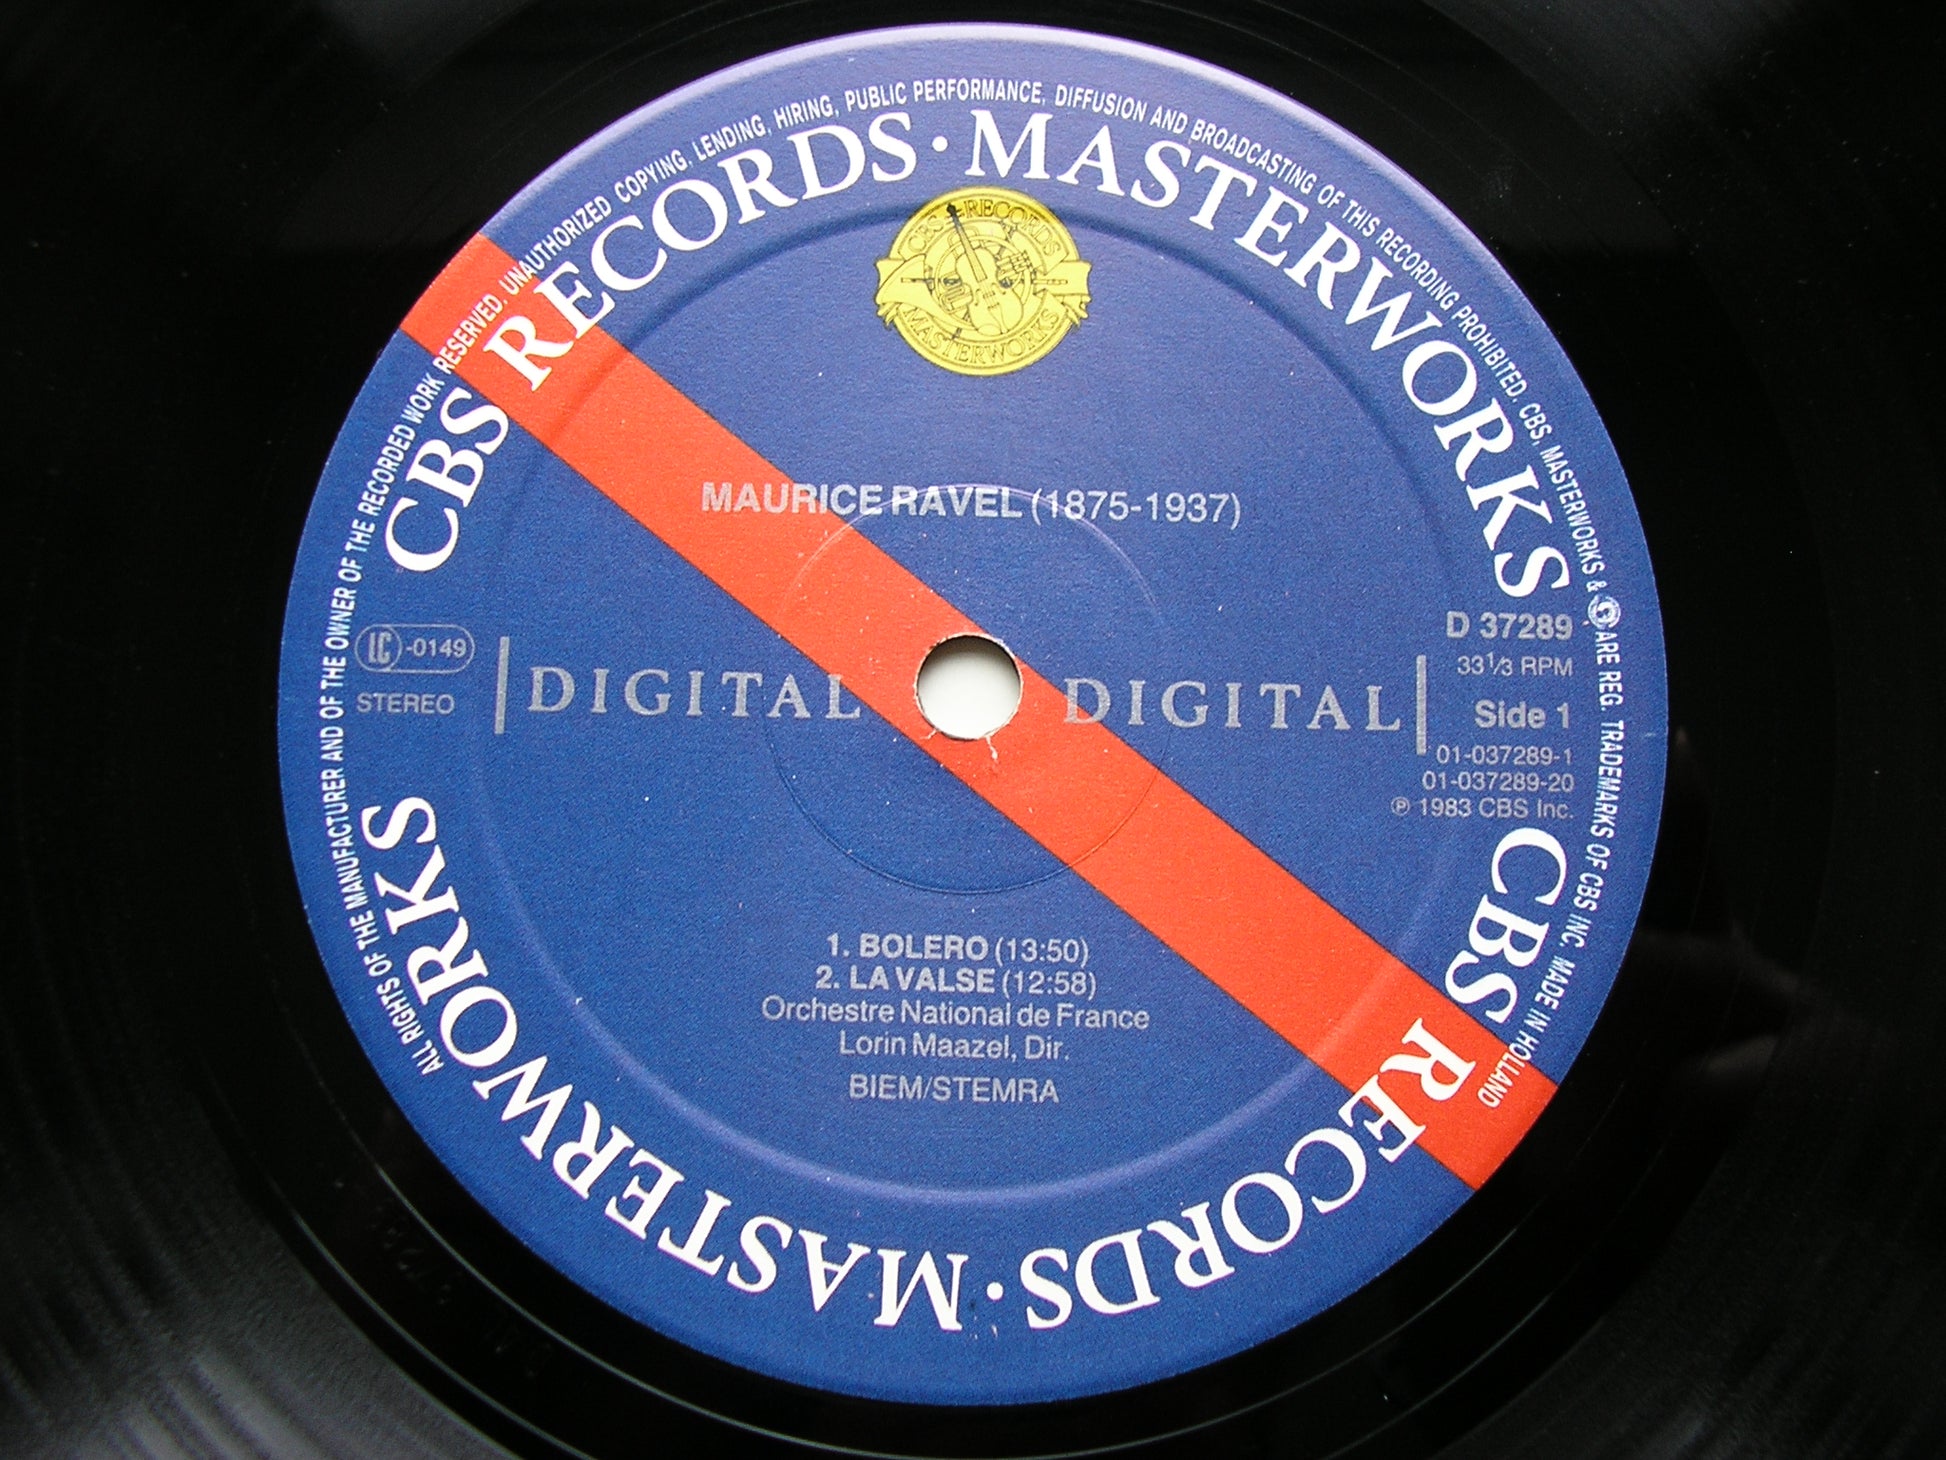 ALL RIGHTS OF THE MANUFACTURER AND OF THE OWNER OF THE RECORDED WORK RESERVED. UNAUTHORIZED COPYING, LENDING, HIRING, PUBLIC PERFORMANCE, DIFFUSION AND BROADCASTING OF THIS RECORDING PROHIBITED. CBS, MASTERWORKS & ARE REG. TRADEMARKS OF CBS INC. MADE IN HOLLAND
CBS RECORDS · MASTERWORKS
CBS RECORDS
MASTERWORKS
MAURICE RAVEL (1875-1937)
LC -0149
STEREO
DIGITAL DIGITAL
D 37289
33 1/3 RPM
Side 1
01-037289-1
01-037289-20
℗ 1983 CBS Inc.
1. BOLERO (13:50)
2. LA VALSE (12:58)
Orchestre National de France
Lorin Maazel, Dir.
BIEM/STEMRA
CBS RECORDS · MASTERWORKS